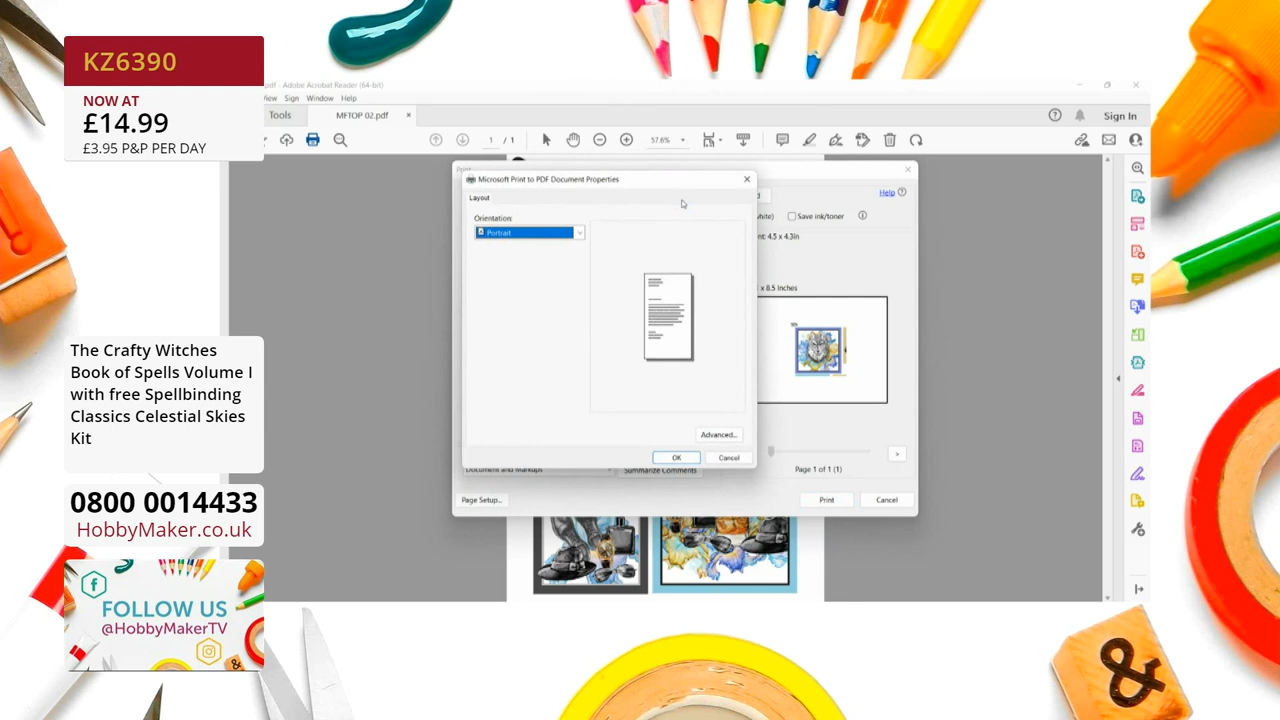 KZ6390
NOW AT
£14.99
£3.95 P&P PER DAY
The Crafty Witches
Book of Spells Volume I
with free Spellbinding
Classics Celestial Skies
Kit
0800 0014433
HobbyMaker.co.uk
FOLLOW US
@HobbyMakerTV
&
.pdf - Adobe Acrobat Reader (64-bit)
View Sign Window Help
Tools
MFTOP 02.pdf
Sign In
1 / 1
57.6%
Microsoft Print to PDF Document Properties
Layout
Orientation:
Portrait
Advanced...
OK
Cancel
Help
Save ink/toner
4.5 x 4.3in
x 8.5 Inches
Document and Markups
Summarize Comments
Page 1 of 1 (1)
Page Setup...
Print
Cancel
&